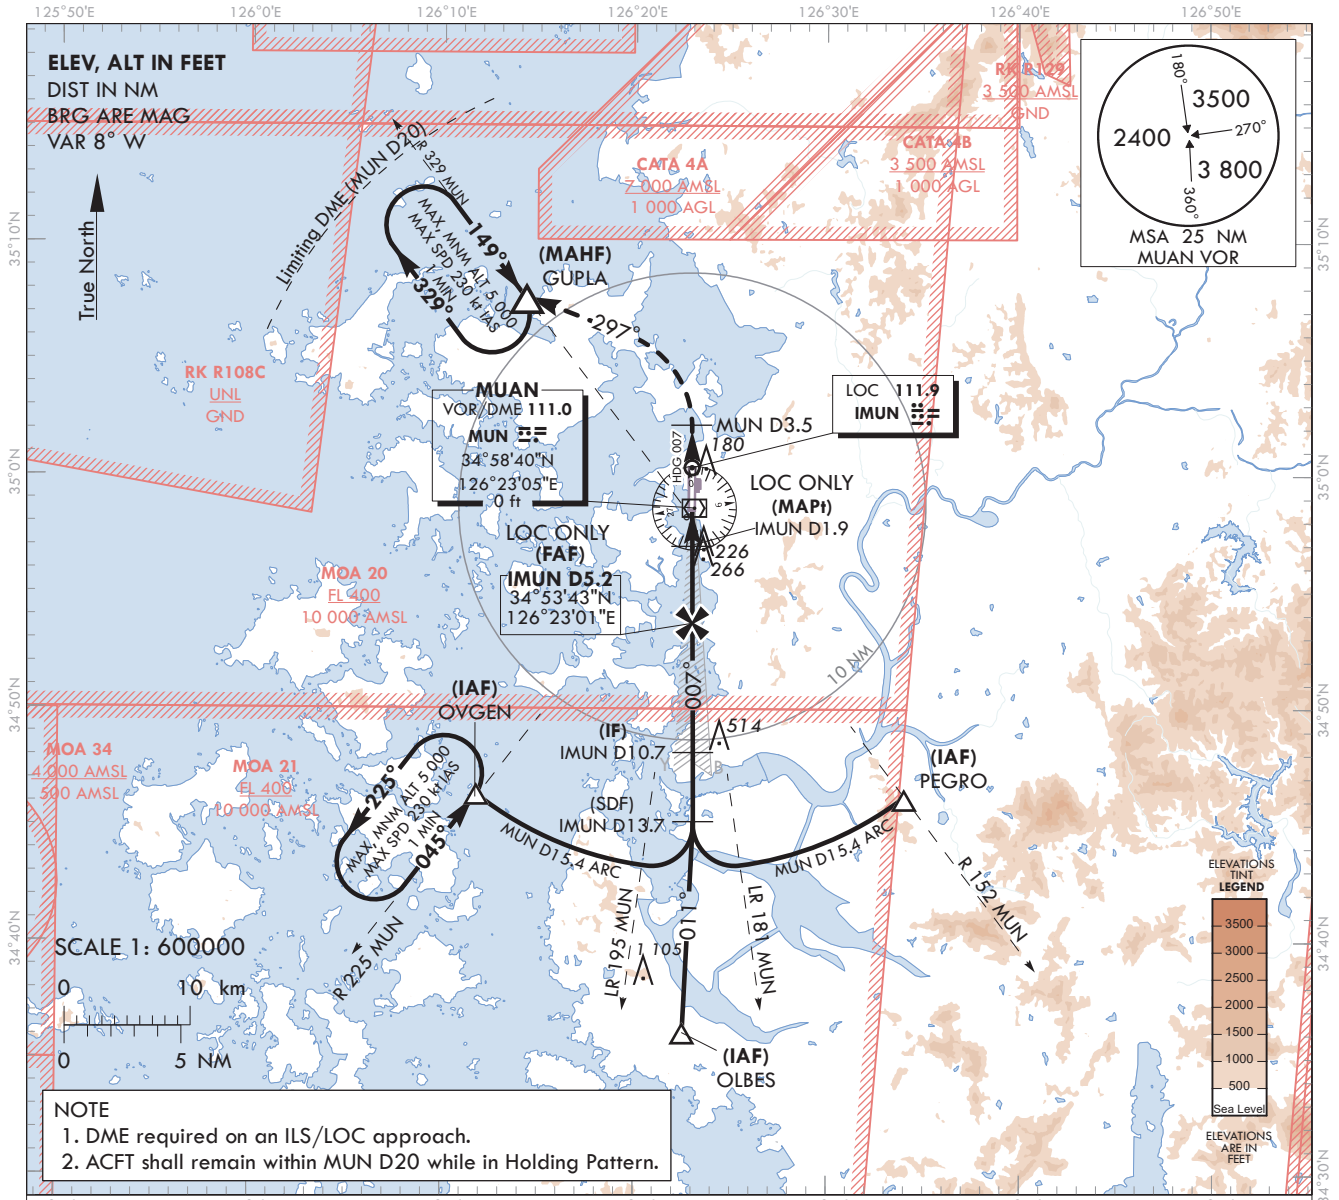 125°50'E
126°0'E
126°10'E
126°20'E
126°30'E
126°40'E
126°50'E
ELEV, ALT IN FEET
DIST IN NM
BRG ARE MAG
VAR 8° W
True North
35°10'N
35°0'N
34°50'N
34°40'N
35°10'N
35°0'N
34°50'N
34°40'N
34°30'N
RK R129
3 500 AMSL
GND
CATA 4A
7 000 AMSL
1 000 AGL
CATA 4B
3 500 AMSL
1 000 AGL
180°
3500
270°
2400
3 800
360°
MSA 25 NM
MUAN VOR
Limiting DME (MUN D20)
R 329 MUN
149°
MAX, MNM ALT 5 000
MAX SPD 230 kt IAS
1 MIN
329°
(MAHF)
GUPLA
297°
RK R108C
UNL
GND
MUAN
VOR/DME 111.0
MUN
34°58'40"N
126°23'05"E
0 ft
LOC 111.9
IMUN
MUN D3.5
180
HDG 007
LOC ONLY
(MAPt)
IMUN D1.9
226
266
LOC ONLY
(FAF)
IMUN D5.2
34°53'43"N
126°23'01"E
MOA 20
FL 400
10 000 AMSL
10 NM
007°
(IAF)
OVGEN
(IF)
IMUN D10.7
514
(IAF)
PEGRO
MOA 34
4 000 AMSL
500 AMSL
MOA 21
FL 400
10 000 AMSL
225°
MAX, MNM ALT 5 000
MAX SPD 230 kt IAS
1 MIN
045°
(SDF)
IMUN D13.7
B
MUN D15.4 ARC
MUN D15.4 ARC
R 152 MUN
011°
LR 195 MUN
LR 181 MUN
1 105
R 225 MUN
(IAF)
OLBES
SCALE 1: 600000
0 10 km
0 5 NM
ELEVATIONS
TINT
LEGEND
3500
3000
2500
2000
1500
1000
500
Sea Level
ELEVATIONS
ARE IN
FEET
NOTE
1. DME required on an ILS/LOC approach.
2. ACFT shall remain within MUN D20 while in Holding Pattern.